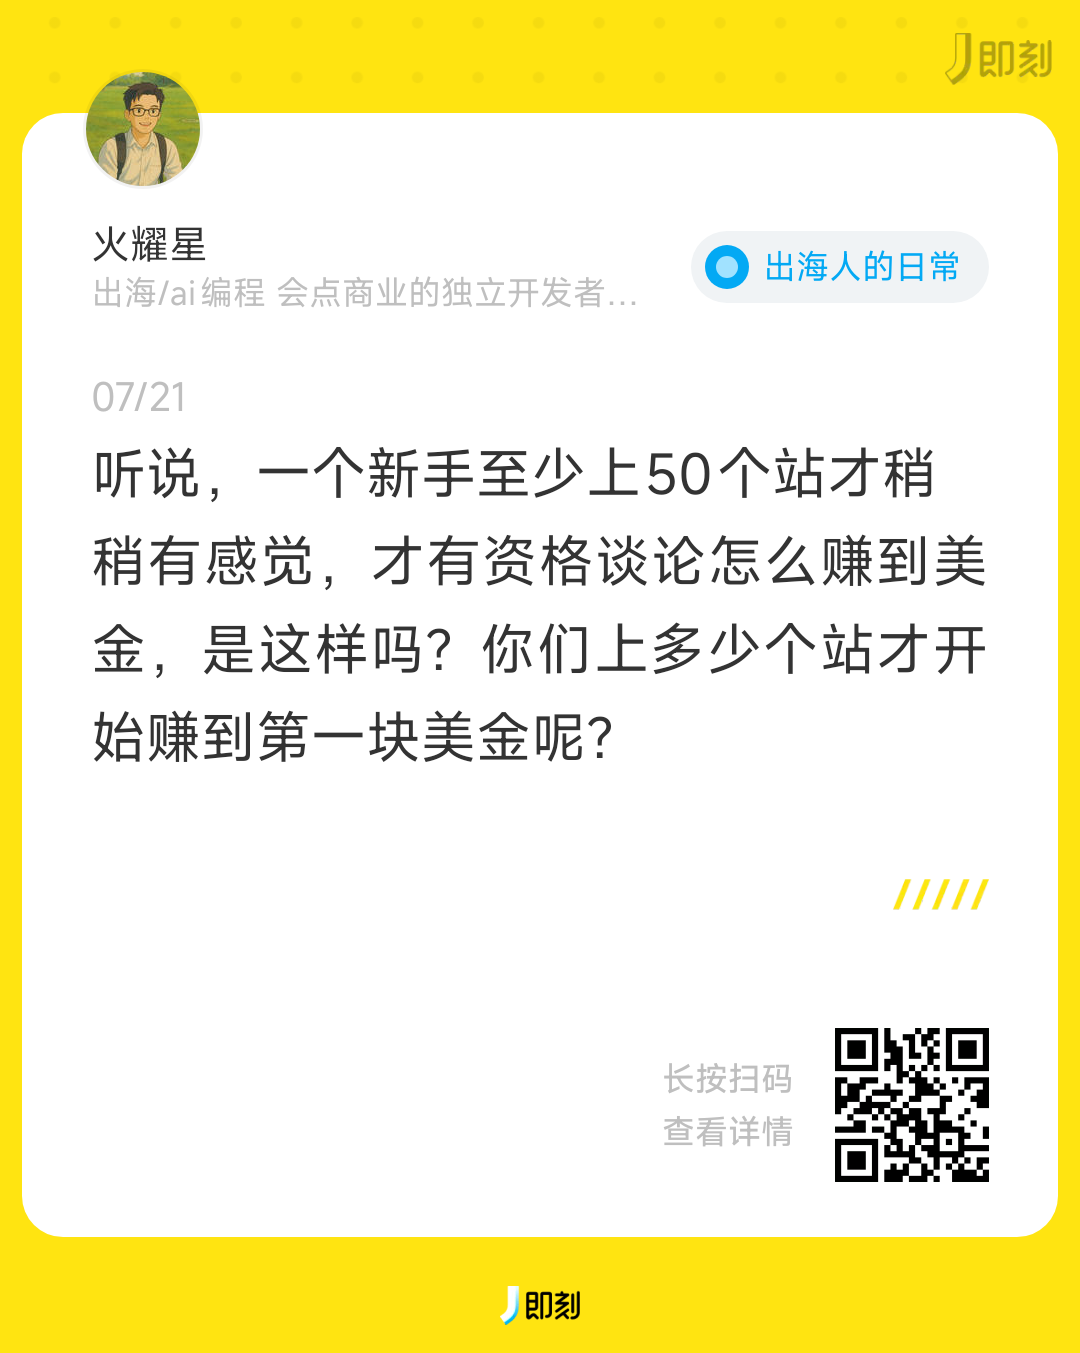 即刻
火耀星
出海人的日常
出海/ai编程 会点商业的独立开发者...
07/21
听说，一个新手至少上50个站才稍
稍有感觉，才有资格谈论怎么赚到美
金，是这样吗？你们上多少个站才开
始赚到第一块美金呢？
长按扫码
查看详情
即刻